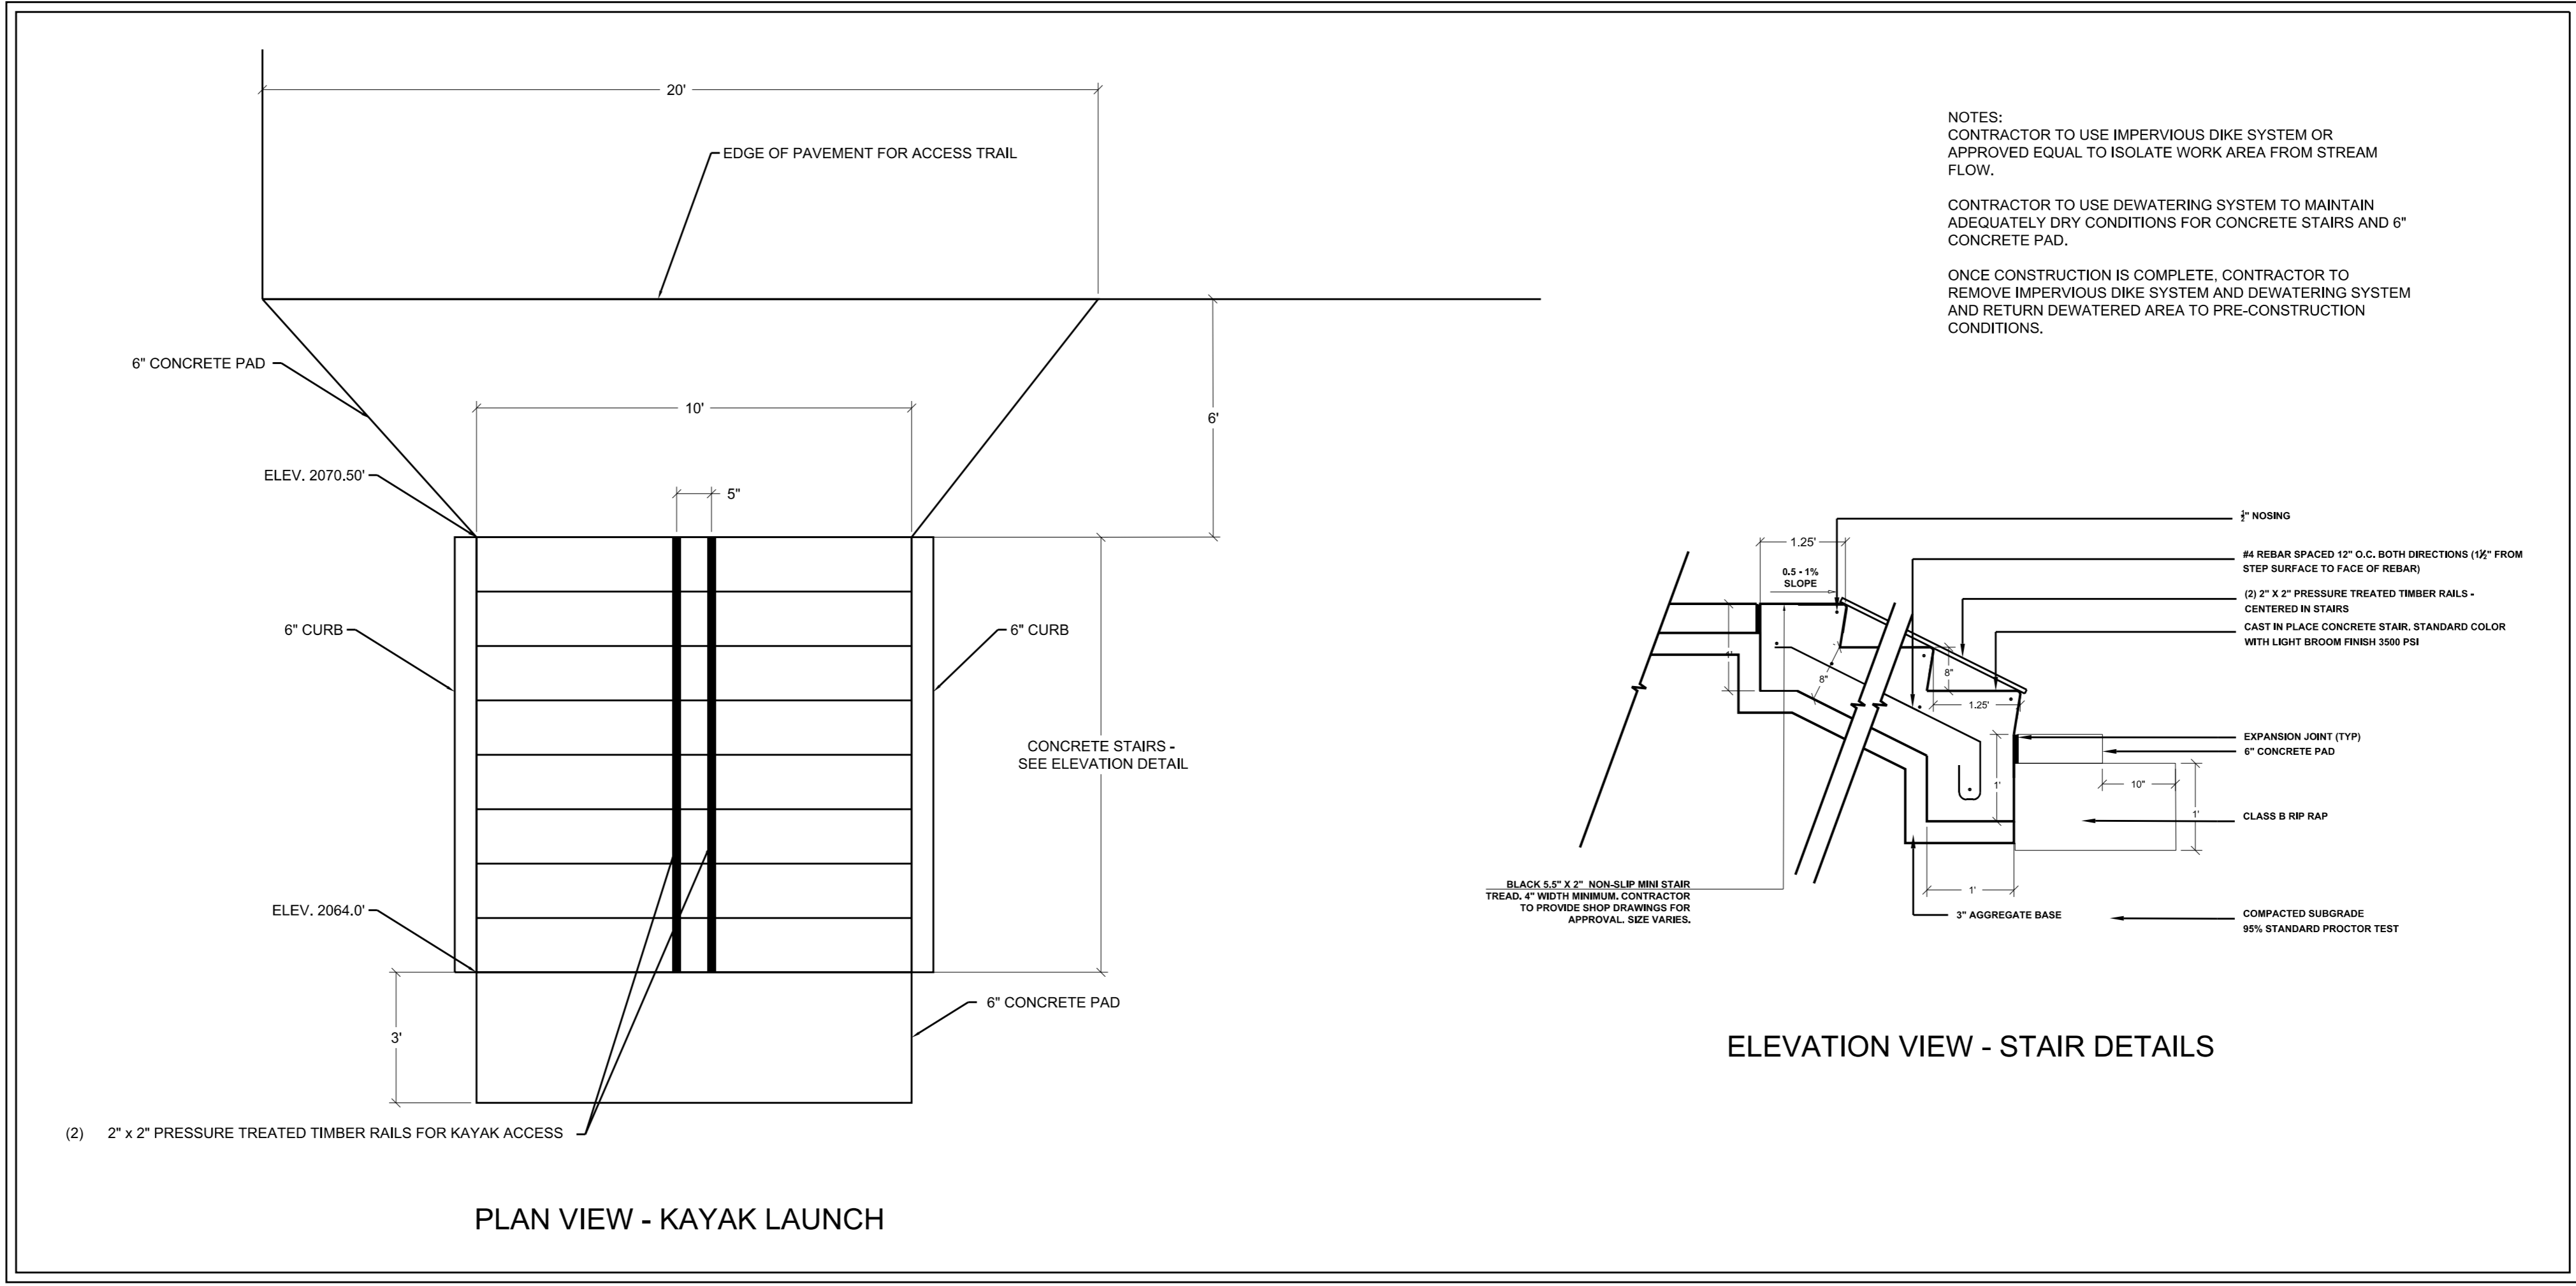 20'
EDGE OF PAVEMENT FOR ACCESS TRAIL
6" CONCRETE PAD
10'
6'
ELEV. 2070.50'
5"
6" CURB
6" CURB
CONCRETE STAIRS -
SEE ELEVATION DETAIL
ELEV. 2064.0'
6" CONCRETE PAD
3'
(2) 2" x 2" PRESSURE TREATED TIMBER RAILS FOR KAYAK ACCESS
PLAN VIEW - KAYAK LAUNCH
NOTES:
CONTRACTOR TO USE IMPERVIOUS DIKE SYSTEM OR
APPROVED EQUAL TO ISOLATE WORK AREA FROM STREAM
FLOW.
CONTRACTOR TO USE DEWATERING SYSTEM TO MAINTAIN
ADEQUATELY DRY CONDITIONS FOR CONCRETE STAIRS AND 6"
CONCRETE PAD.
ONCE CONSTRUCTION IS COMPLETE, CONTRACTOR TO
REMOVE IMPERVIOUS DIKE SYSTEM AND DEWATERING SYSTEM
AND RETURN DEWATERED AREA TO PRE-CONSTRUCTION
CONDITIONS.
½" NOSING
1.25'
#4 REBAR SPACED 12" O.C. BOTH DIRECTIONS (1½" FROM
STEP SURFACE TO FACE OF REBAR)
0.5 - 1%
SLOPE
(2) 2" X 2" PRESSURE TREATED TIMBER RAILS -
CENTERED IN STAIRS
CAST IN PLACE CONCRETE STAIR, STANDARD COLOR
WITH LIGHT BROOM FINISH 3500 PSI
1'
8"
8"
1.25'
EXPANSION JOINT (TYP)
6" CONCRETE PAD
1'
10"
1'
CLASS B RIP RAP
BLACK 5.5" X 2" NON-SLIP MINI STAIR
TREAD. 4" WIDTH MINIMUM. CONTRACTOR
TO PROVIDE SHOP DRAWINGS FOR
APPROVAL. SIZE VARIES.
1'
3" AGGREGATE BASE
COMPACTED SUBGRADE
95% STANDARD PROCTOR TEST
ELEVATION VIEW - STAIR DETAILS